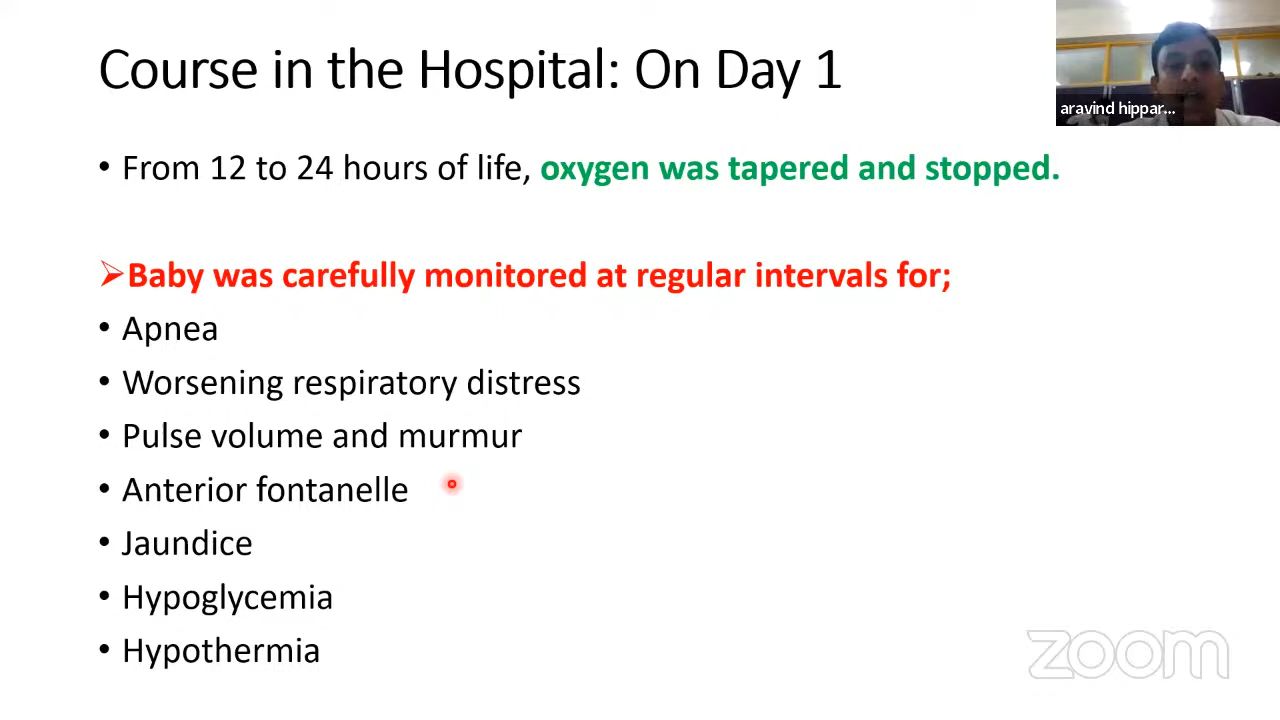 Course in the Hospital: On Day 1
aravind hippar...
• From 12 to 24 hours of life, oxygen was tapered and stopped.
➢Baby was carefully monitored at regular intervals for;
• Apnea
• Worsening respiratory distress
• Pulse volume and murmur
• Anterior fontanelle
• Jaundice
• Hypoglycemia
• Hypothermia
zoom